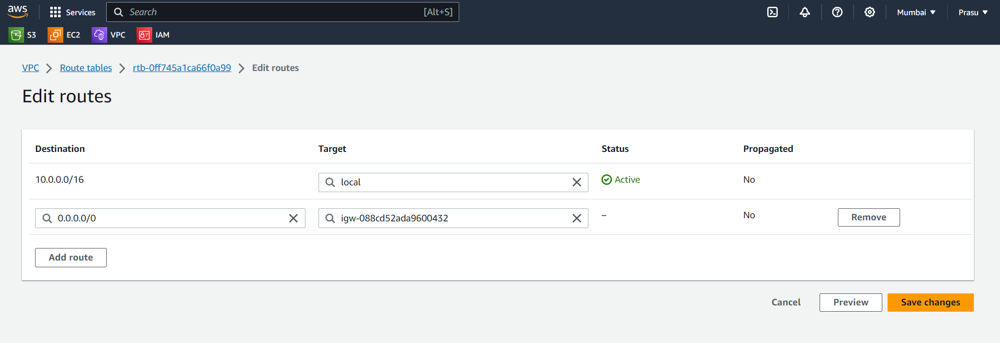 aws Services Search [Alt+S] Mumbai Prasu
S3 EC2 VPC IAM
VPC Route tables rtb-0ff745a1ca66f0a99 Edit routes
Edit routes
Destination Target Status Propagated
10.0.0.0/16 local Active No
0.0.0.0/0 igw-088cd52ada9600432 – No Remove
Add route
Cancel Preview Save changes